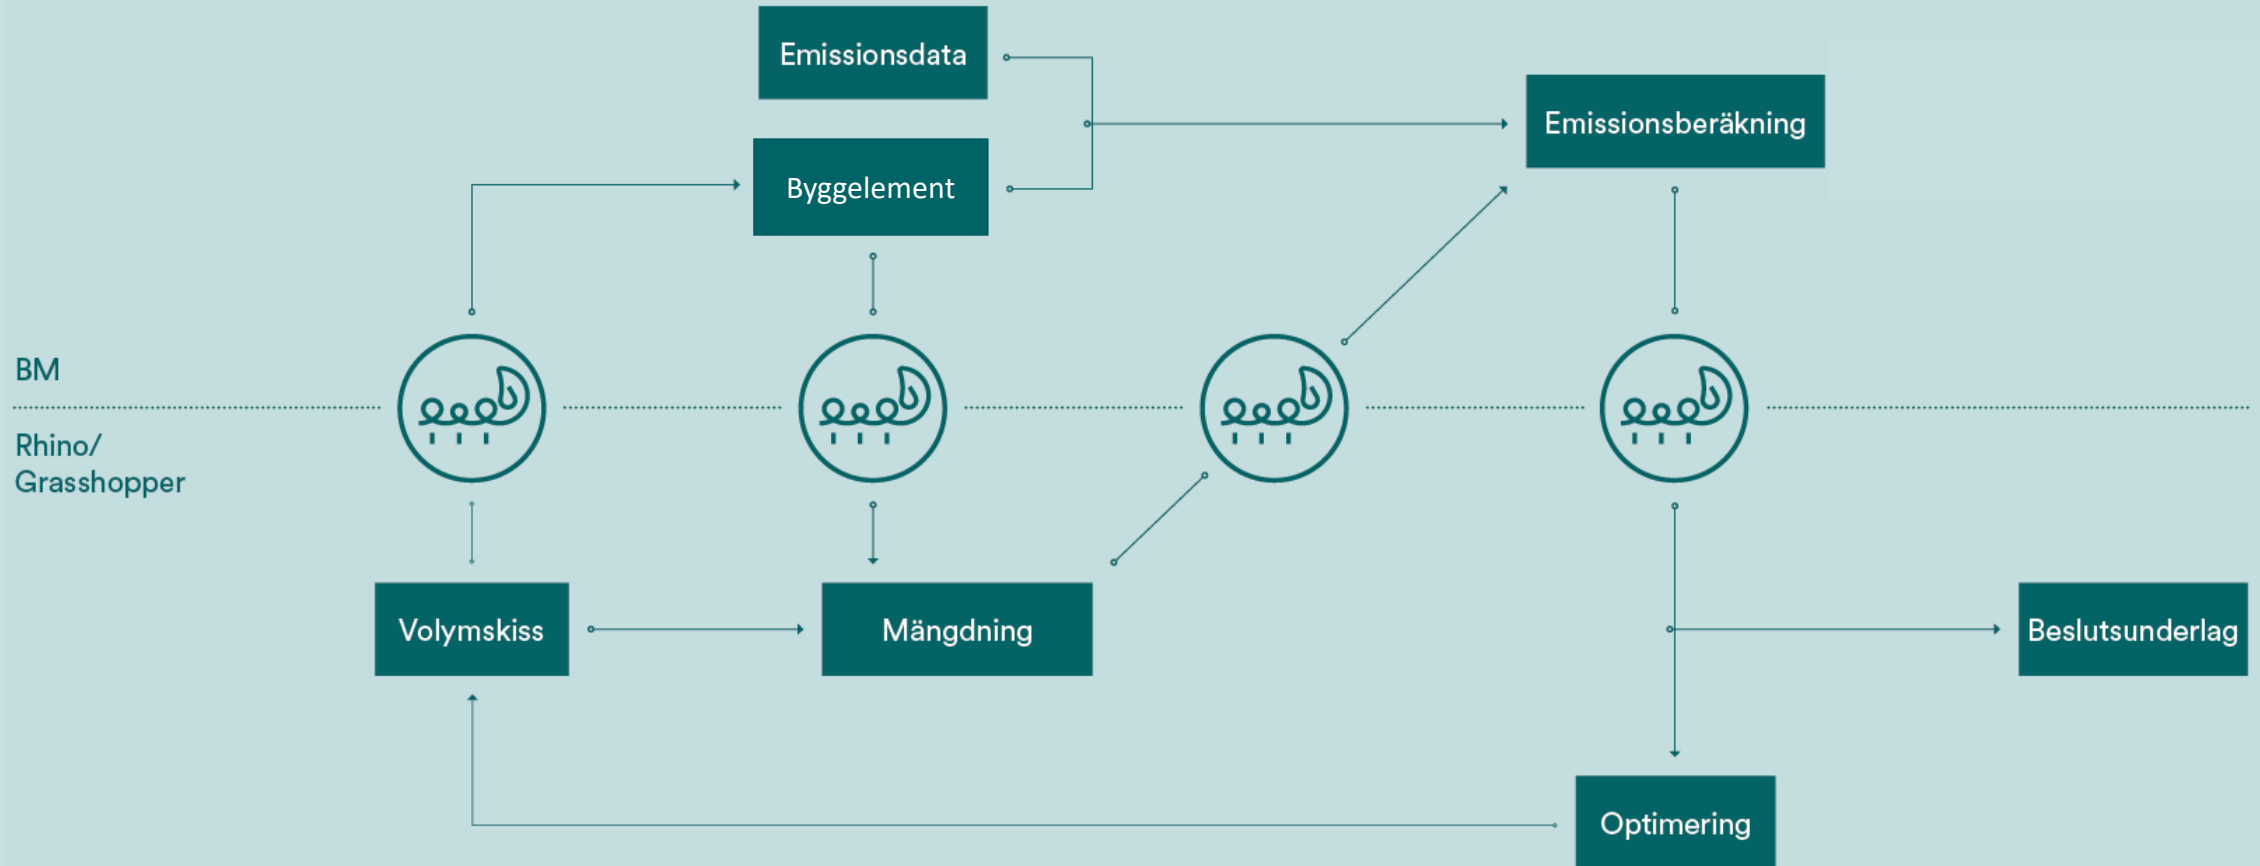 Emissionsdata
Emissionsberäkning
Byggelement
BM
Rhino/
Grasshopper
Volymskiss
Mängdning
Beslutsunderlag
Optimering